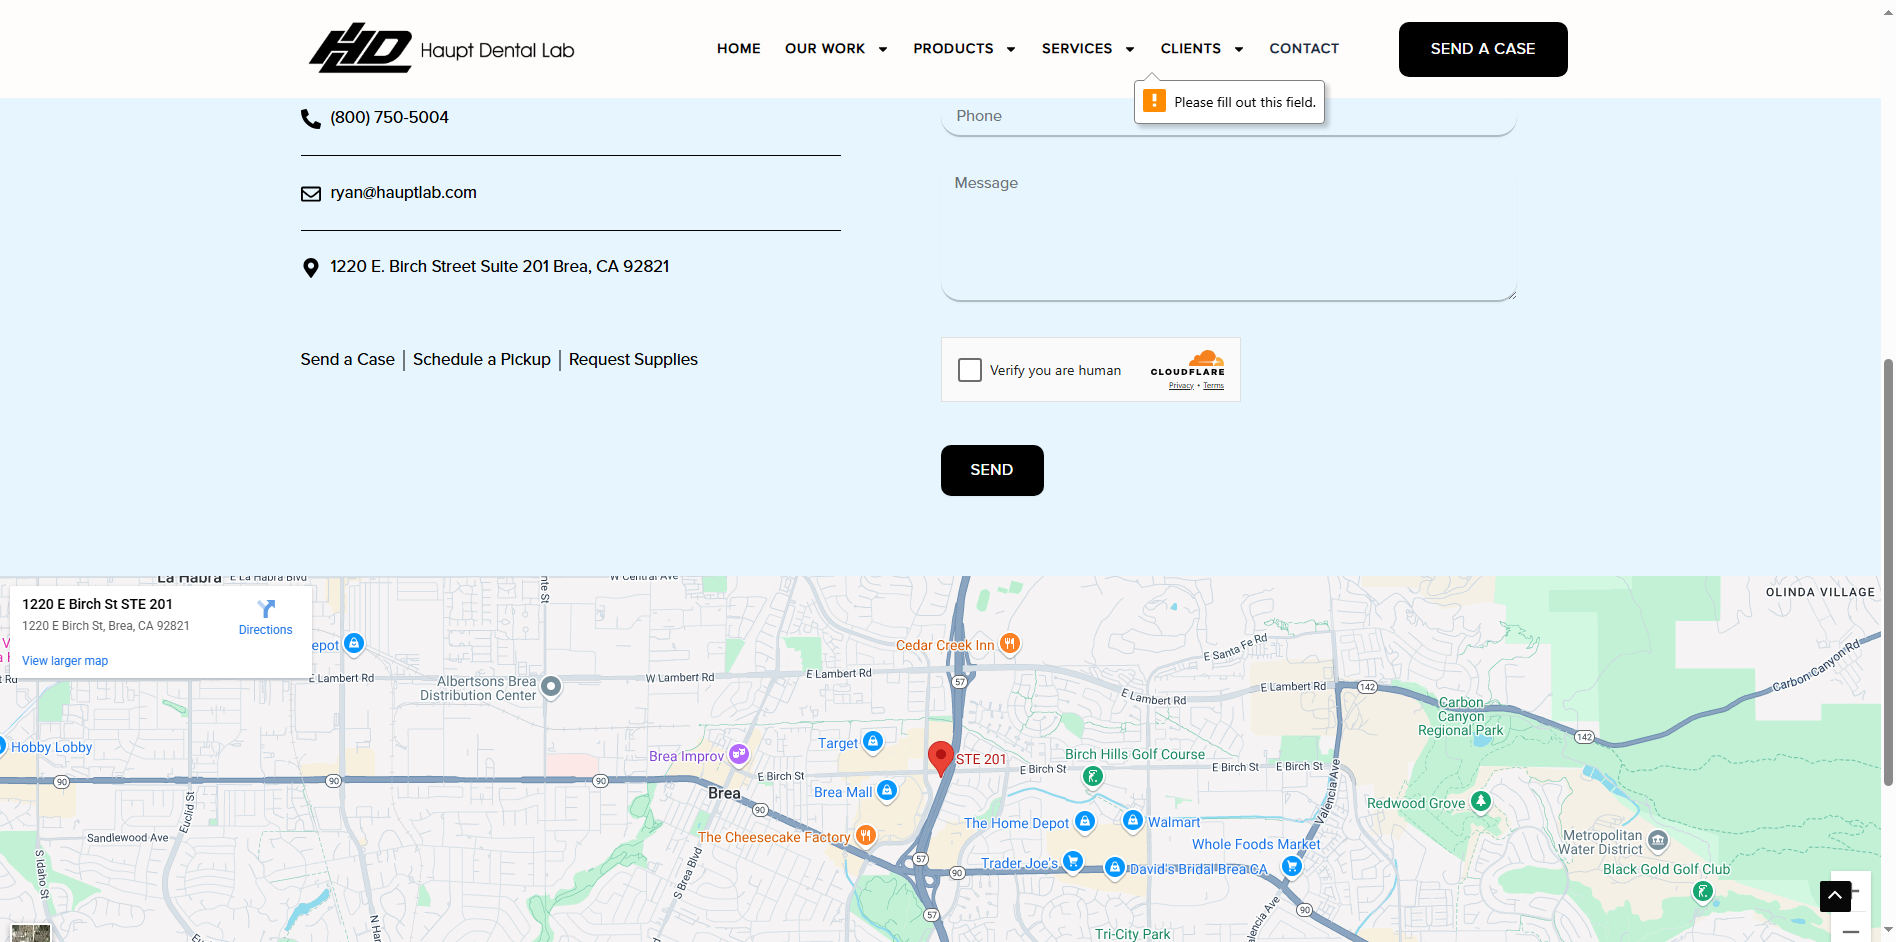 HDL Haupt Dental Lab
HOME OUR WORK PRODUCTS SERVICES CLIENTS CONTACT
SEND A CASE
Please fill out this field.
(800) 750-5004
ryan@hauptlab.com
1220 E. Birch Street Suite 201 Brea, CA 92821
Send a Case | Schedule a Pickup | Request Supplies
Phone
Message
Verify you are human
CLOUDFLARE
Privacy • Terms
SEND
1220 E Birch St STE 201
1220 E Birch St, Brea, CA 92821
Directions
View larger map
La Habra
E La Habra Blvd
W Central Ave
OLINDA VILLAGE
Cedar Creek Inn
E Santa Fe Rd
Carbon Canyon Rd
E Lambert Rd
Albertsons Brea
Distribution Center
W Lambert Rd
E Lambert Rd
57
E Lambert Rd
E Lambert Rd
142
Carbon
Canyon
Regional Park
142
Hobby Lobby
Brea Improv
Target
STE 201
Birch Hills Golf Course
E Birch St
E Birch St
E Birch St
E Birch St
90
90
90
Brea
90
Brea Mall
Redwood Grove
Valencia Ave
Euclid St
Sandlewood Ave
The Cheesecake Factory
The Home Depot
Walmart
Metropolitan
Water District
Whole Foods Market
57
90
Trader Joe's
David's Bridal Brea CA
Black Gold Golf Club
S Idaho St
S Brea Blvd
57
90
Tri-City Park